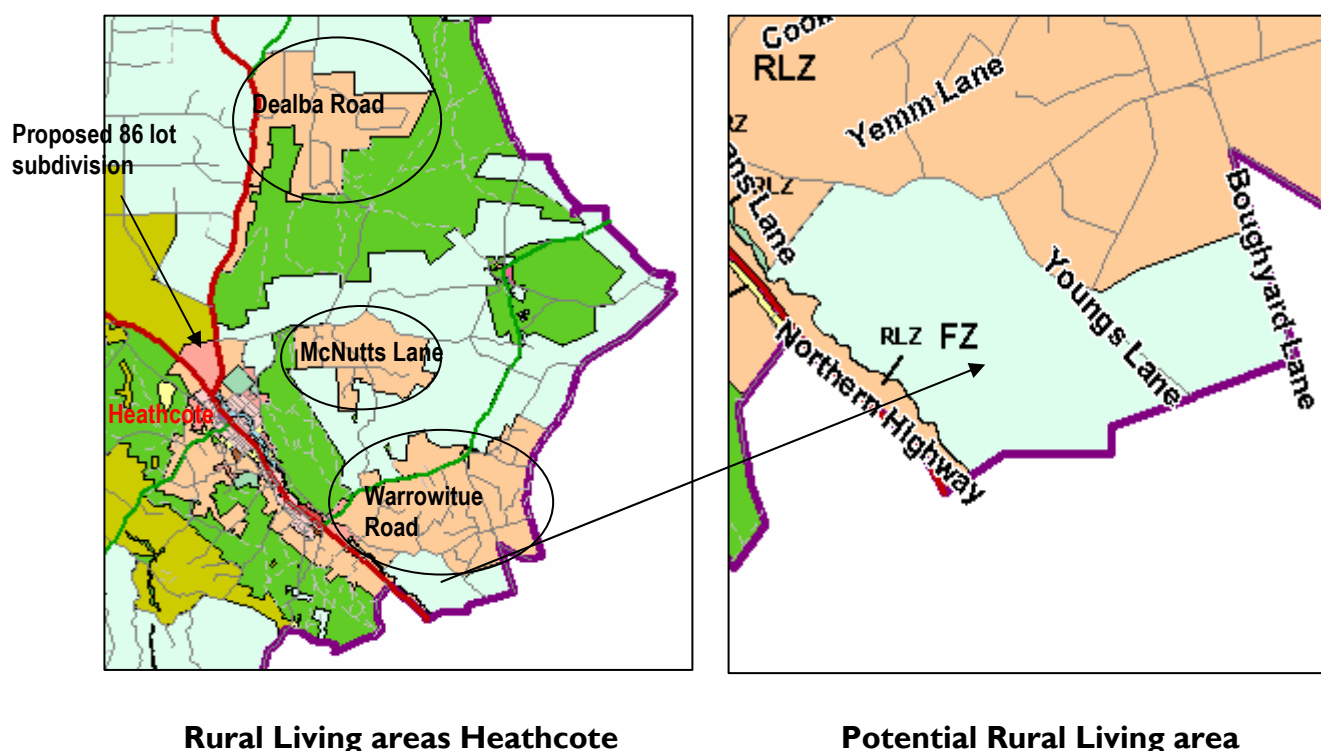 Dealba Road
Proposed 86 lot
subdivision
McNutts Lane
Heathcote
Warrowitue
Road
RLZ
Yemm Lane
RLZ
Youngs Lane
Boughyard Lane
RLZ FZ
Northern Highway
Rural Living areas Heathcote
Potential Rural Living area